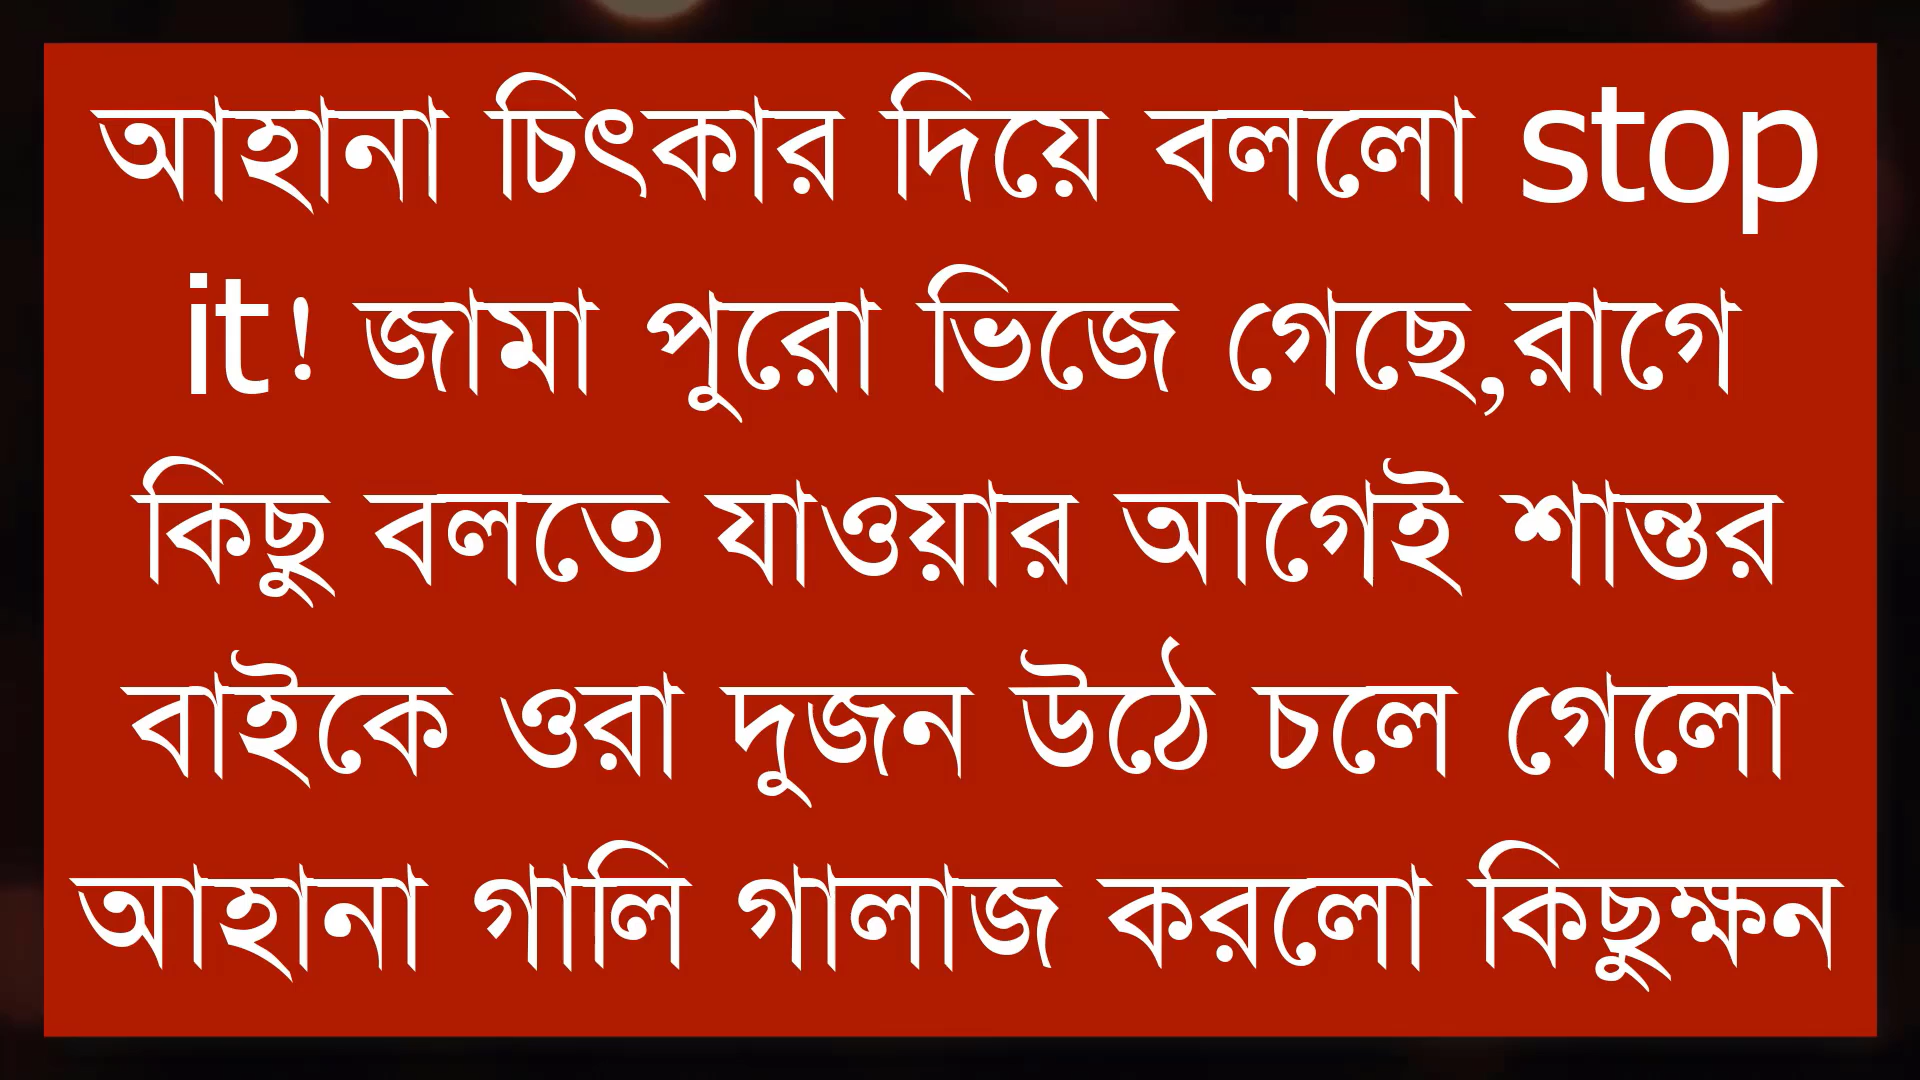 আহানা চিৎকার দিয়ে বললো stop
it! জামা পুরো ভিজে গেছে,রাগে
কিছু বলতে যাওয়ার আগেই শান্তর
বাইকে ওরা দুজন উঠে চলে গেলো
আহানা গালি গালাজ করলো কিছুক্ষন